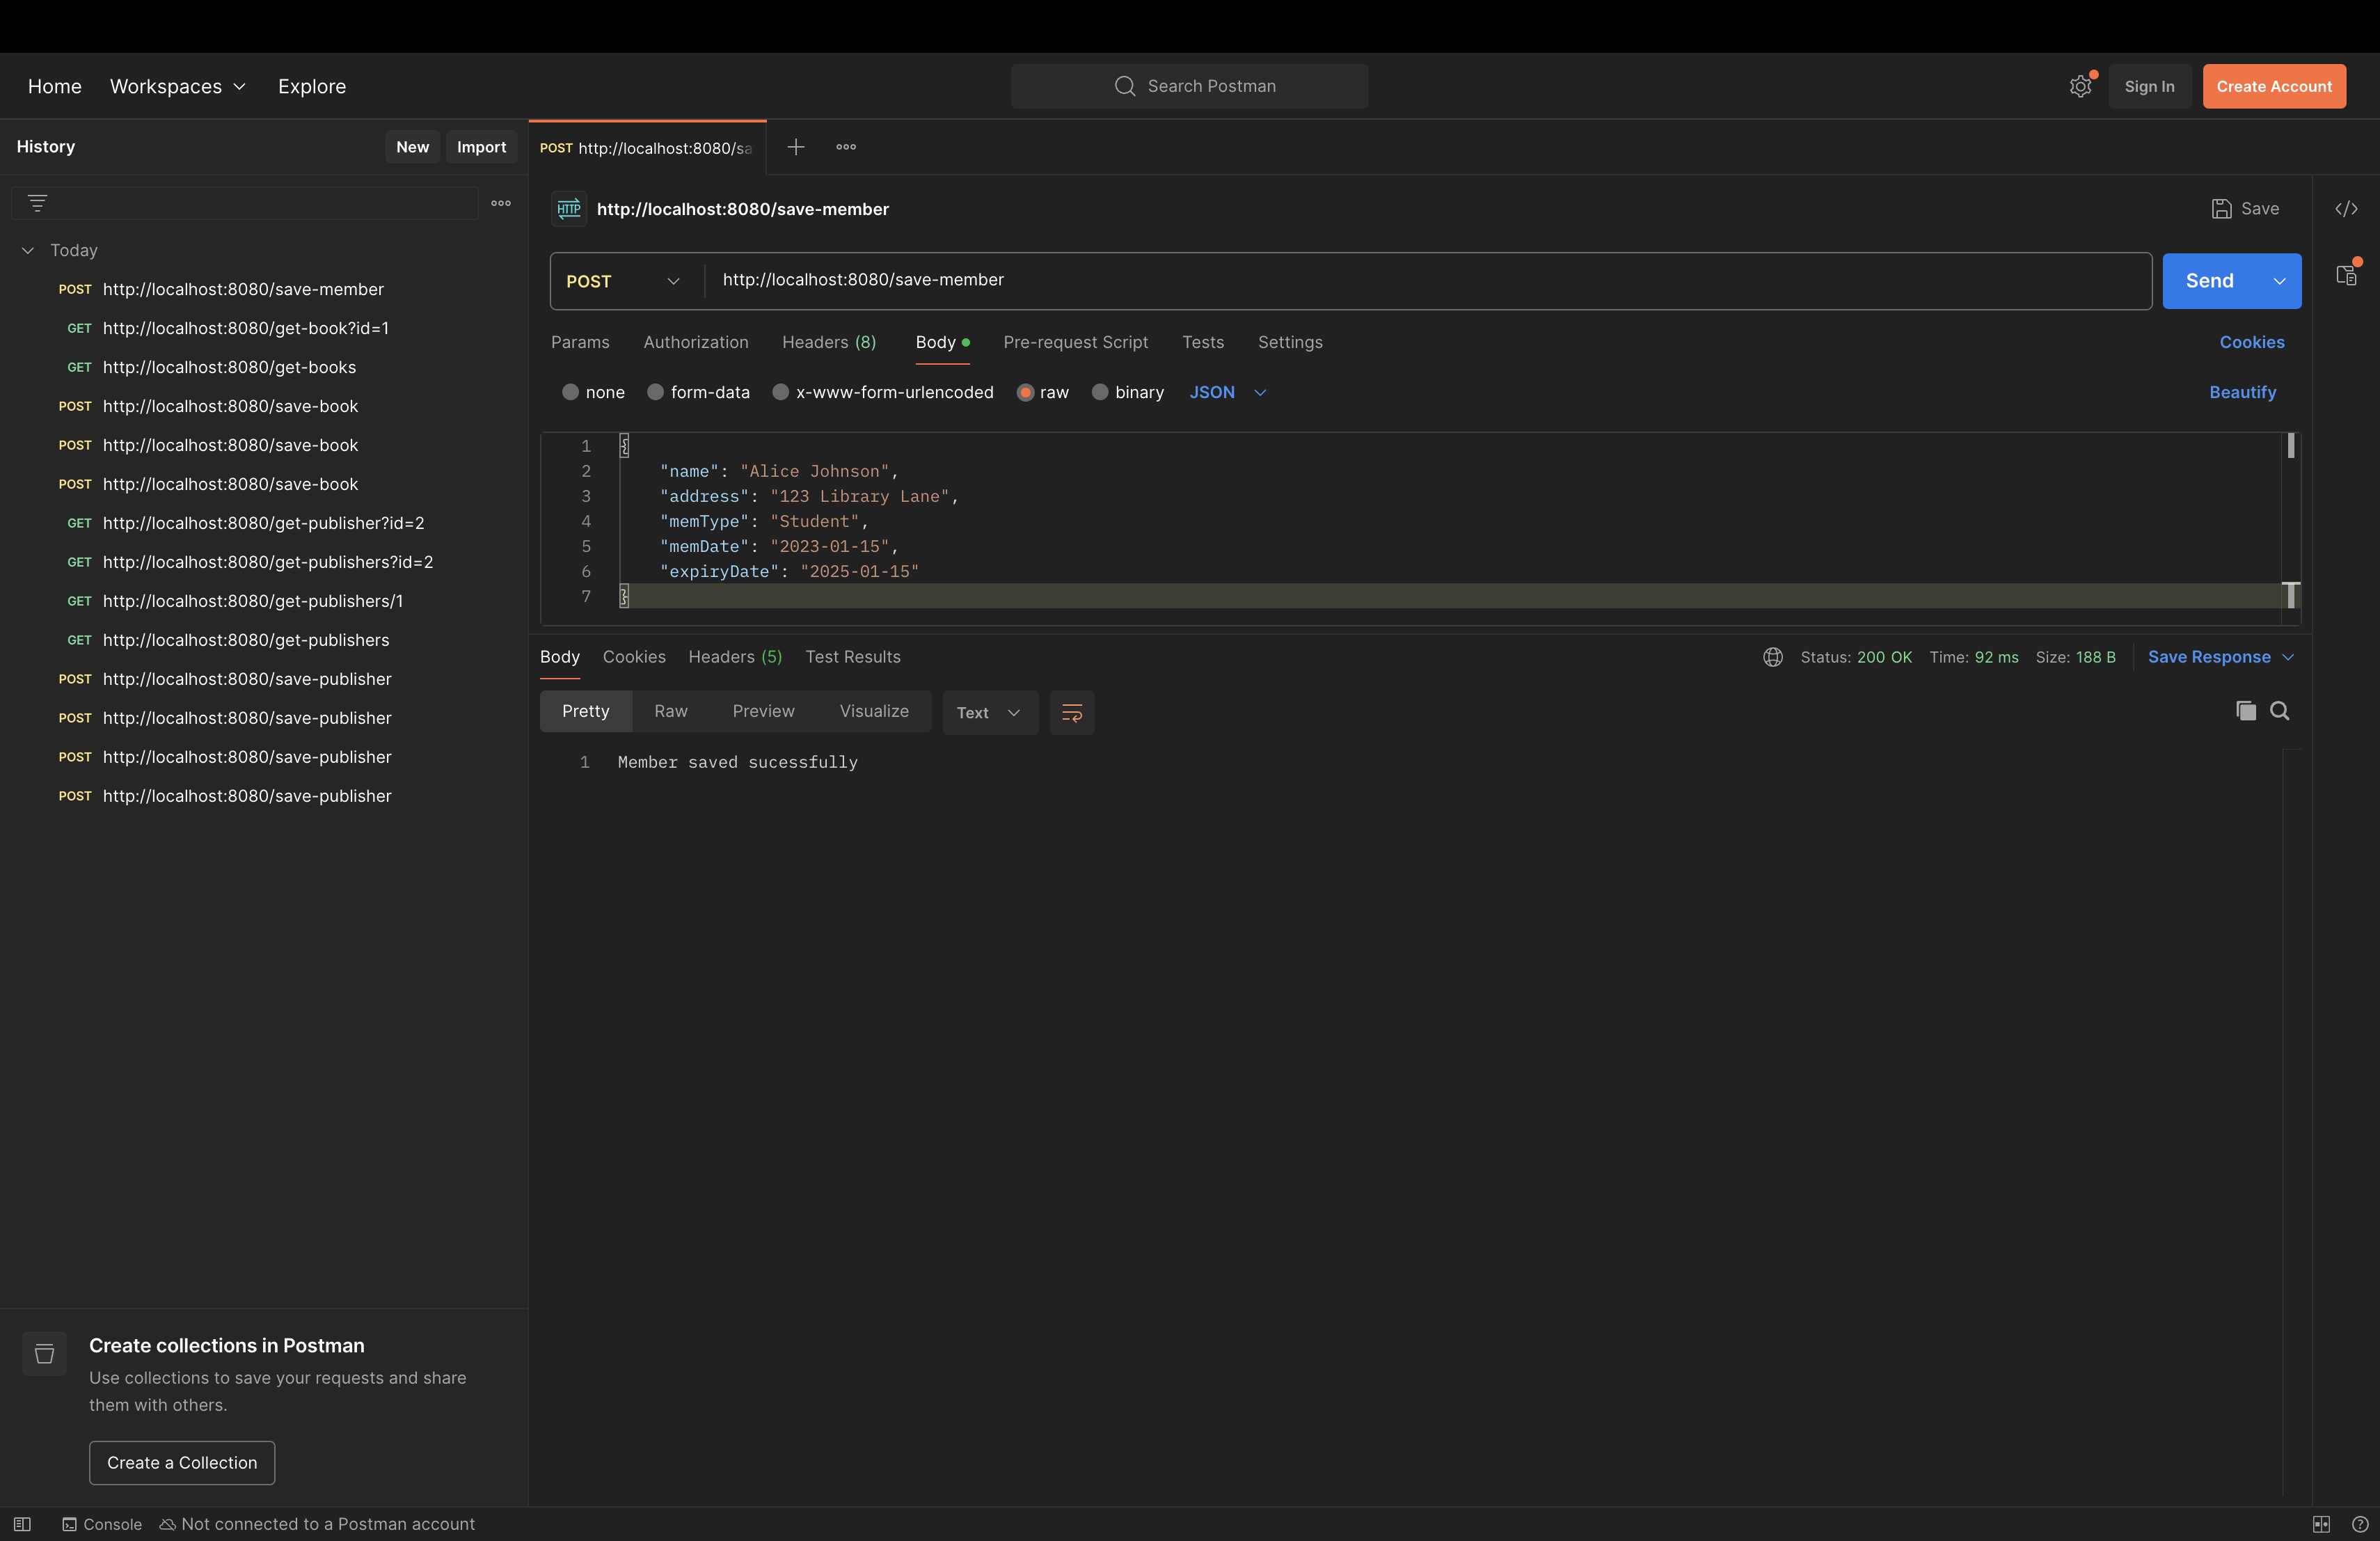 Home Workspaces Explore Search Postman Sign In Create Account
History New Import
POST http://localhost:8080/sa
http://localhost:8080/save-member Save
Today
POST http://localhost:8080/save-member
GET http://localhost:8080/get-book?id=1
GET http://localhost:8080/get-books
POST http://localhost:8080/save-book
POST http://localhost:8080/save-book
POST http://localhost:8080/save-book
GET http://localhost:8080/get-publisher?id=2
GET http://localhost:8080/get-publishers?id=2
GET http://localhost:8080/get-publishers/1
GET http://localhost:8080/get-publishers
POST http://localhost:8080/save-publisher
POST http://localhost:8080/save-publisher
POST http://localhost:8080/save-publisher
POST http://localhost:8080/save-publisher
Create collections in Postman
Use collections to save your requests and share
them with others.
Create a Collection
HTTP
POST http://localhost:8080/save-member Send
Params Authorization Headers (8) Body Pre-request Script Tests Settings Cookies
none form-data x-www-form-urlencoded raw binary JSON Beautify
1 {
2 "name": "Alice Johnson",
3 "address": "123 Library Lane",
4 "memType": "Student",
5 "memDate": "2023-01-15",
6 "expiryDate": "2025-01-15"
7 }
Body Cookies Headers (5) Test Results Status: 200 OK Time: 92 ms Size: 188 B Save Response
Pretty Raw Preview Visualize Text
1 Member saved sucessfully
Console Not connected to a Postman account